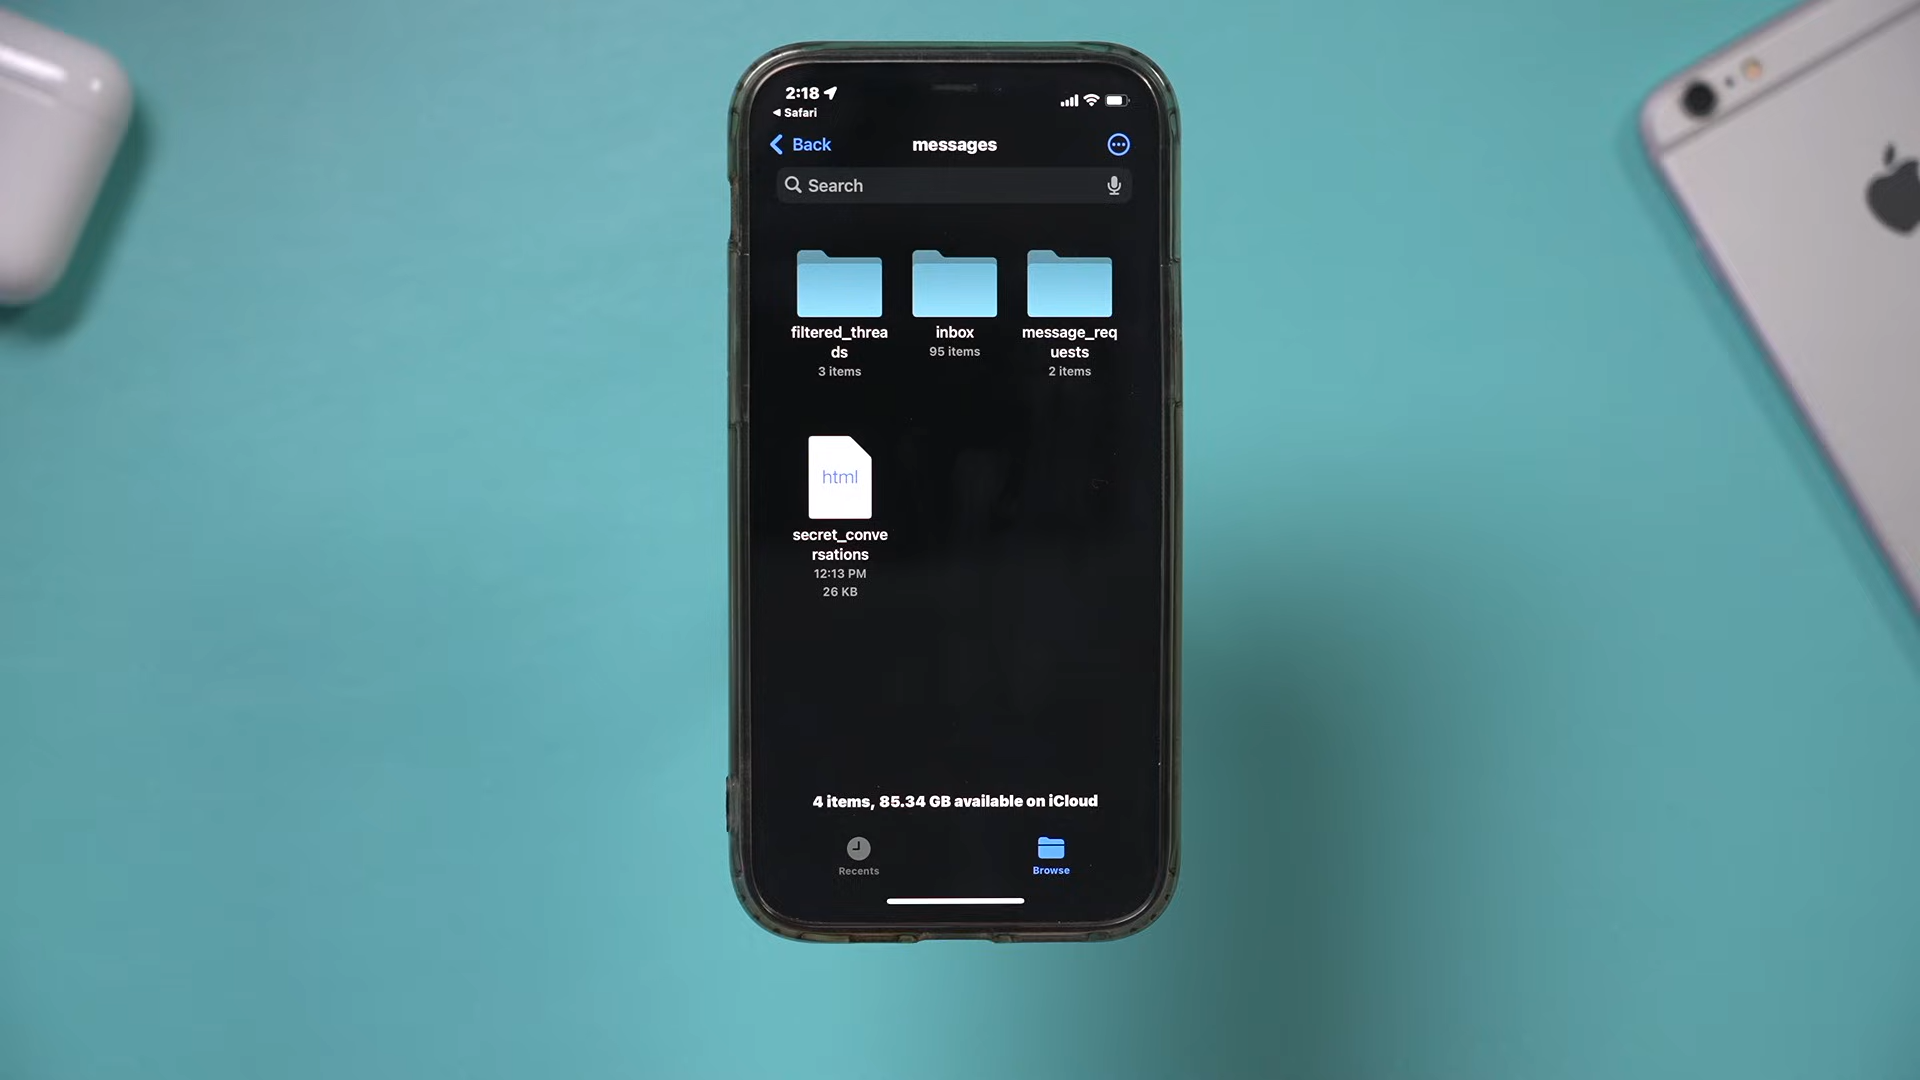 2:18
Safari
Back
messages
Search
filtered_threa
ds
3 items
inbox
95 items
message_req
uests
2 items
html
secret_conve
rsations
12:13 PM
26 KB
4 items, 85.34 GB available on iCloud
Recents
Browse